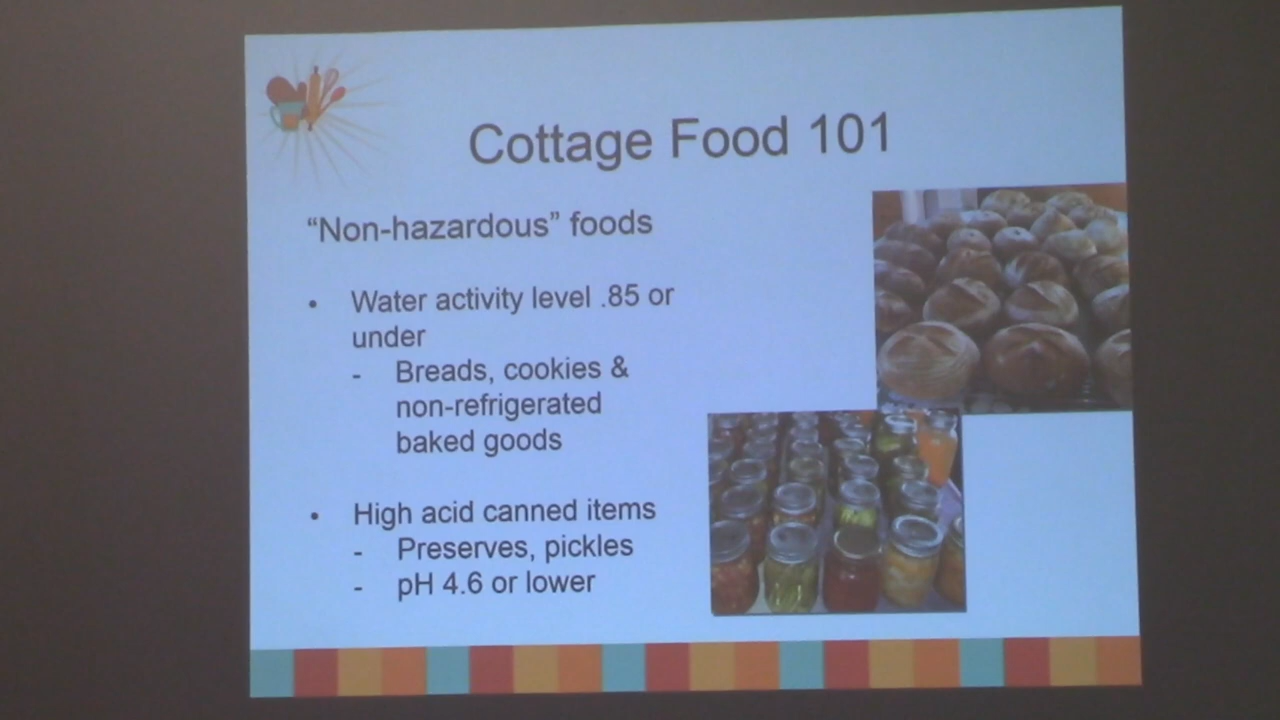 Cottage Food 101
“Non-hazardous” foods
• Water activity level .85 or
under
- Breads, cookies &
non-refrigerated
baked goods
• High acid canned items
- Preserves, pickles
- pH 4.6 or lower